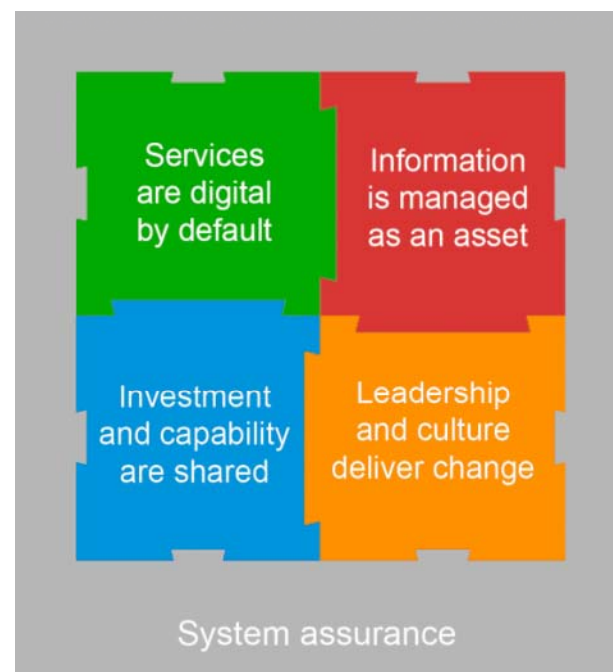 Services
are digital
by default
Information
is managed
as an asset
Investment
and capability
are shared
Leadership
and culture
deliver change
System assurance